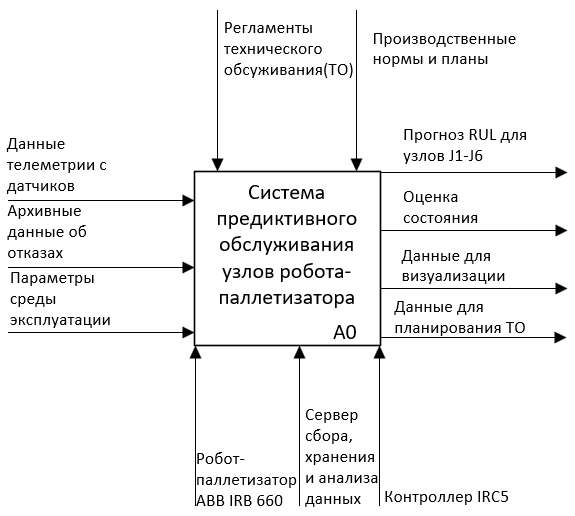 Регламенты
технического
обсуживания(ТО)
Производственные
нормы и планы
Данные
телеметрии с
датчиков
Архивные
данные об
отказах
Параметры
среды
эксплуатации
Система
предиктивного
обслуживания
узлов робота-
паллетизатора
А0
Прогноз RUL для
узлов J1-J6
Оценка
состояния
Данные для
визуализации
Данные для
планирования ТО
Робот-
паллетизатор
ABB IRB 660
Сервер
сбора,
хранения
и анализа
данных
Контроллер IRC5